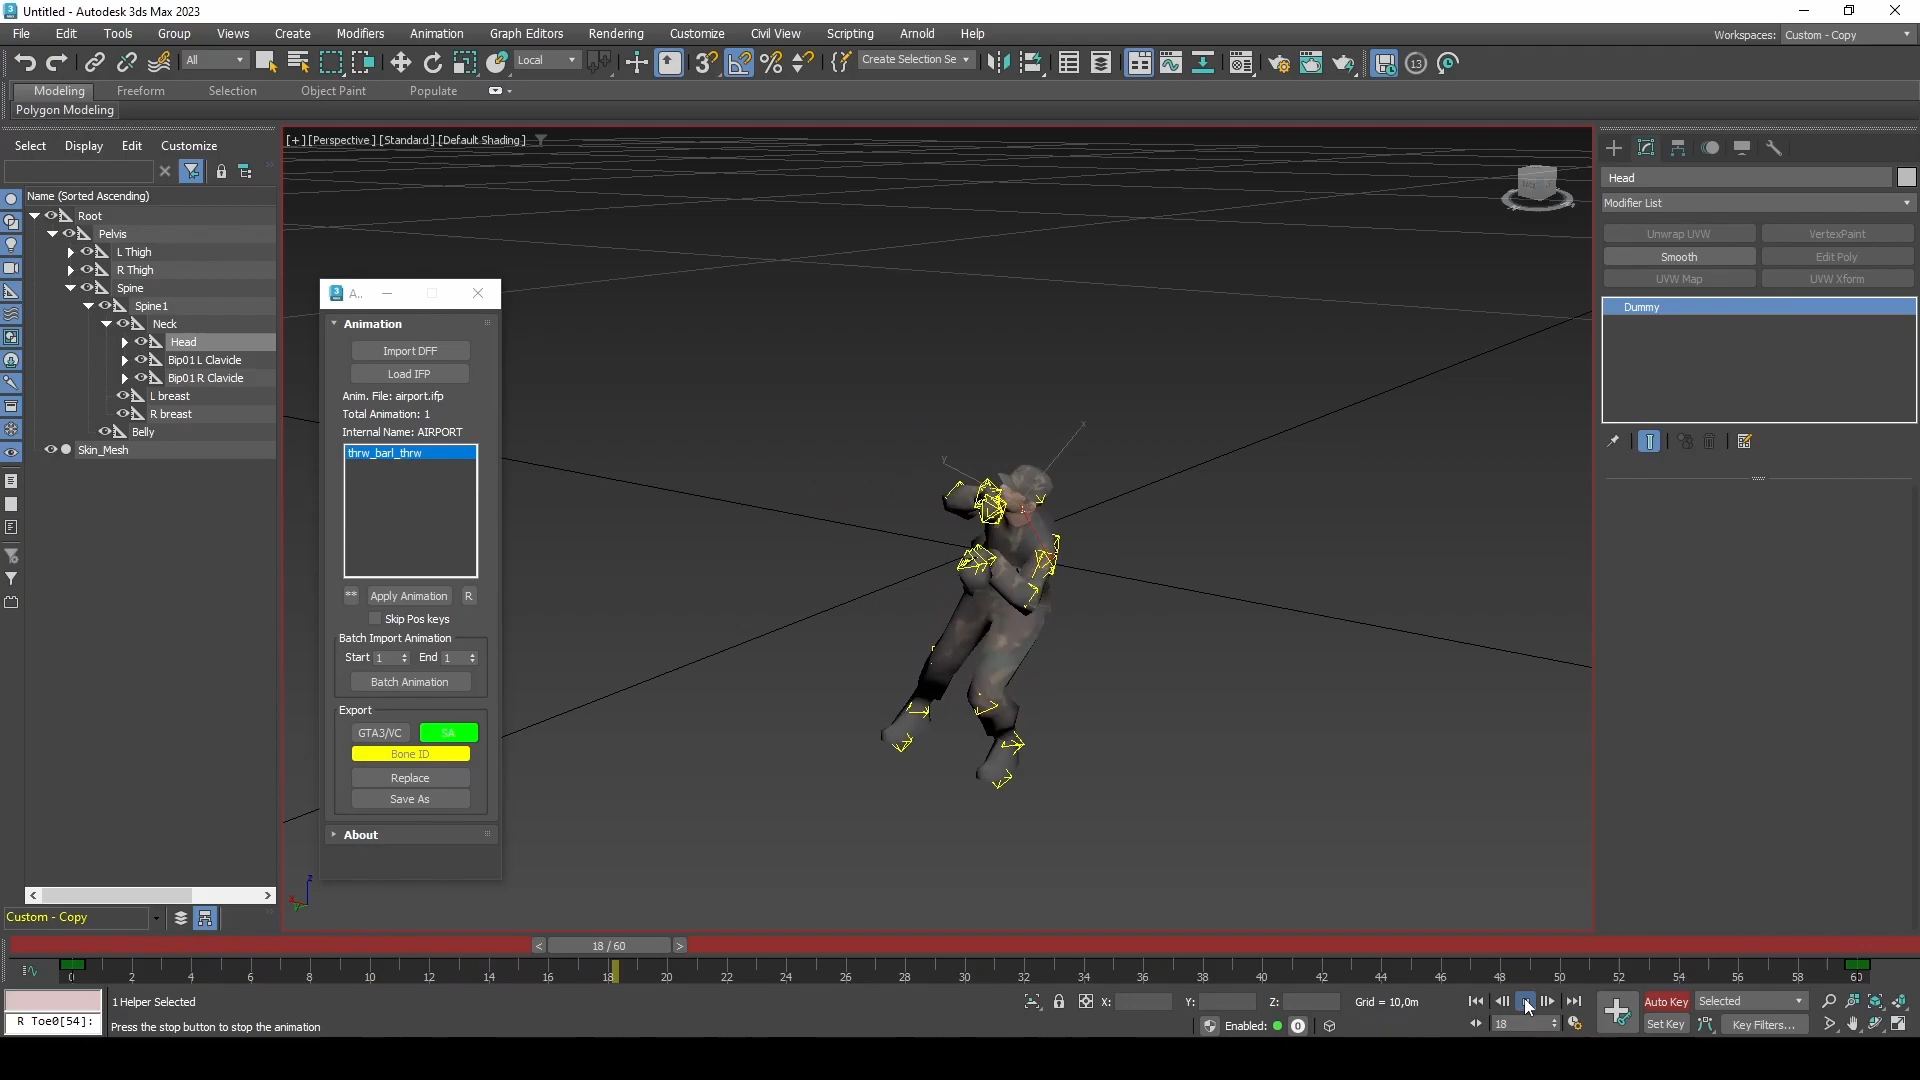 Untitled - Autodesk 3ds Max 2023
File Edit Tools Group Views Create Modifiers Animation Graph Editors Rendering Customize Civil View Scripting Arnold Help
Workspaces: Custom - Copy
All Local Create Selection Se 13
Modeling Freeform Selection Object Paint Populate
Polygon Modeling
Select Display Edit Customize
Name (Sorted Ascending)
Root
Pelvis
L Thigh
R Thigh
Spine
Spine1
Neck
Head
Bip01 L Clavicle
Bip01 R Clavicle
L breast
R breast
Belly
Skin_Mesh
Custom - Copy
[+] [Perspective] [Standard] [Default Shading]
A..
Animation
Import DFF
Load IFP
Anim. File: airport.ifp
Total Animation: 1
Internal Name: AIRPORT
thrw_barl_thrw
** Apply Animation R
Skip Pos keys
Batch Import Animation
Start 1 End 1
Batch Animation
Export
GTA3/VC SA
Bone ID
Replace
Save As
About
x
y
z
Head
Modifier List
Unwrap UVW VertexPaint
Smooth Edit Poly
UVW Map UVW Xform
Dummy
< 18 / 60 >
0 2 4 6 8 10 12 14 16 18 20 22 24 26 28 30 32 34 36 38 40 42 44 46 48 50 52 54 56 58 60
1 Helper Selected
X: Y: Z: Grid = 10,0m
Auto Key Selected
R Toe0[54]:
Press the stop button to stop the animation
Enabled: 0
18
Set Key Key Filters...